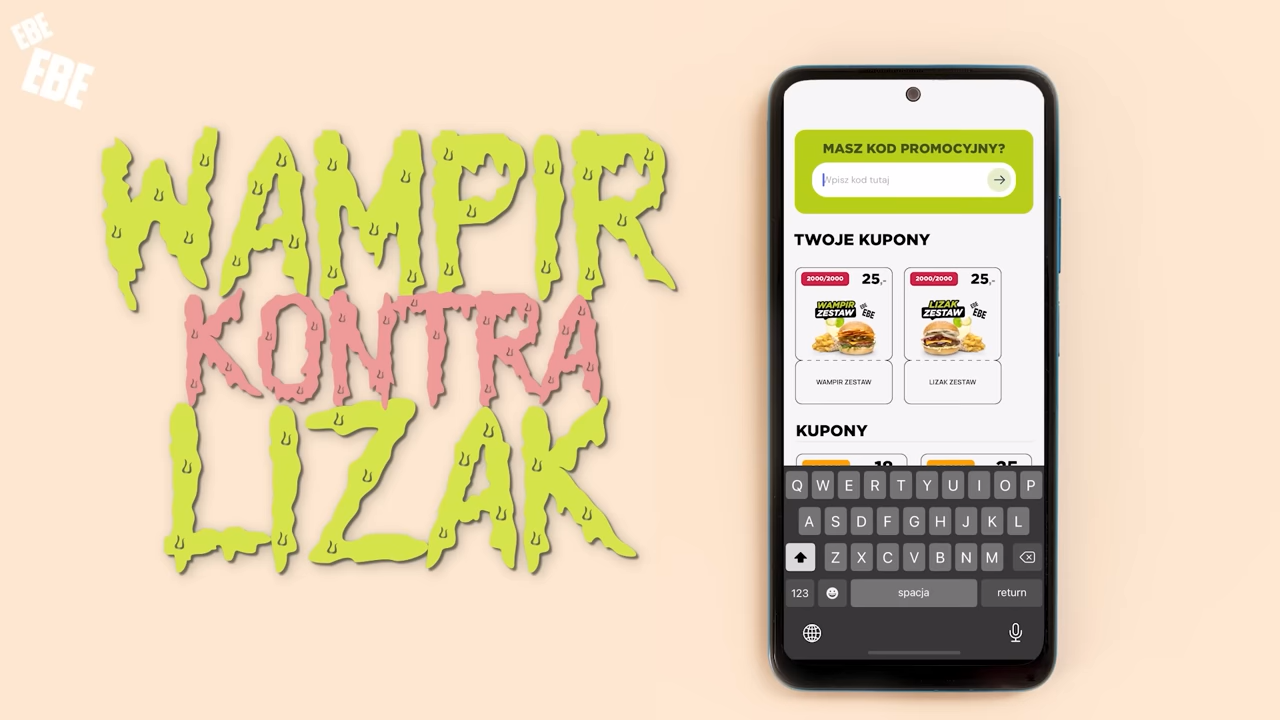 EBE
EBE
WAMPIR
KONTRA
LIZAK
MASZ KOD PROMOCYJNY?
Wpisz kod tutaj
TWOJE KUPONY
2000/2000 25,-
2000/2000 25,-
WAMPIR
ZESTAW
EBE
LIZAK
ZESTAW
EBE
WAMPIR ZESTAW
LIZAK ZESTAW
KUPONY
Q W E R T Y U I O P
A S D F G H J K L
Z X C V B N M
123 spacja return